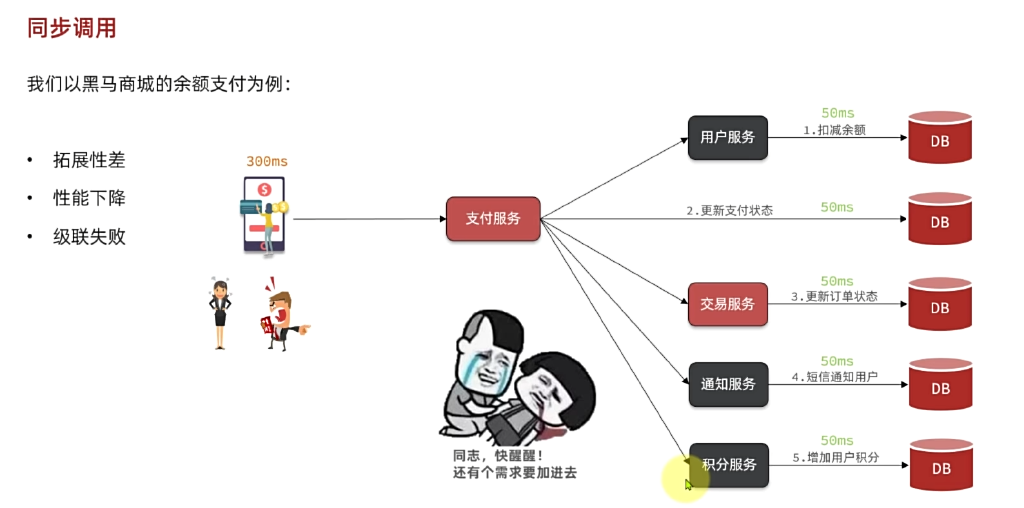 同步调用
我们以黑马商城的余额支付为例：
• 拓展性差
• 性能下降
• 级联失败
300ms
支付服务
用户服务
50ms
1.扣减余额
DB
2.更新支付状态
50ms
DB
交易服务
50ms
3.更新订单状态
DB
通知服务
50ms
4.短信通知用户
DB
积分服务
50ms
5.增加用户积分
DB
同志，快醒醒！
还有个需求要加进去